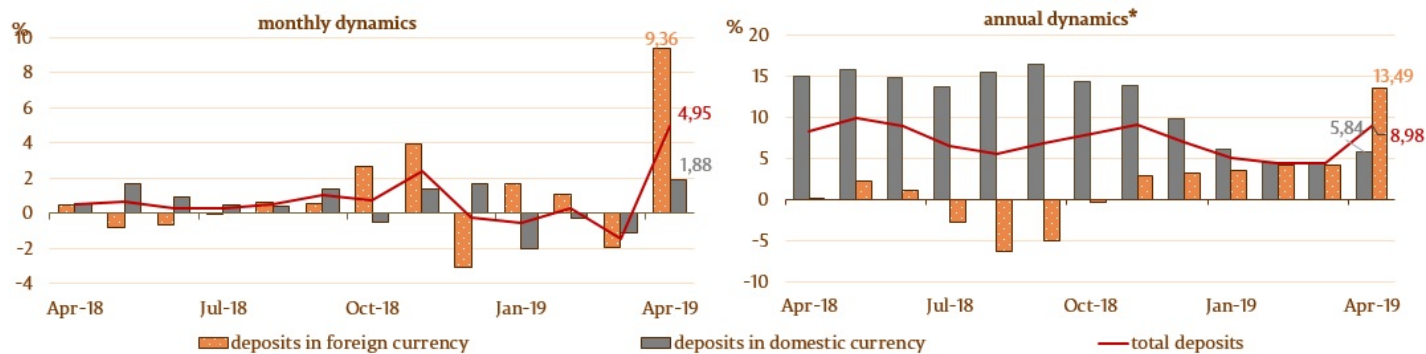 monthly dynamics
%
10
8
6
4
2
0
-2
-4
9,36
4,95
1,88
Apr-18
Jul-18
Oct-18
Jan-19
Apr-19
annual dynamics*
%
20
15
10
5
0
-5
-10
13,49
5,84
8,98
Apr-18
Jul-18
Oct-18
Jan-19
Apr-19
deposits in foreign currency
deposits in domestic currency
total deposits